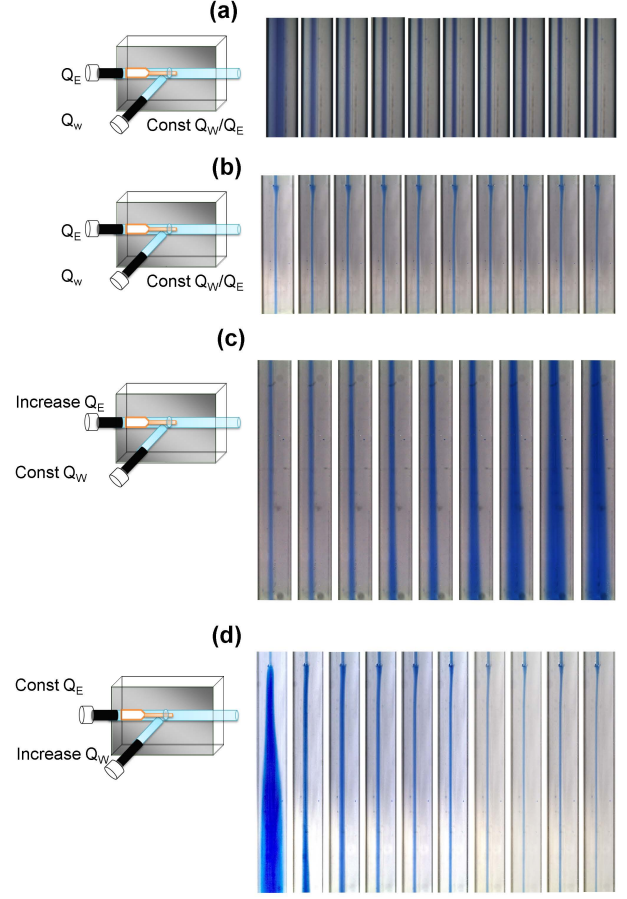 (a)
Q_E
Q_w
Const Q_W/Q_E
(b)
Q_E
Q_w
Const Q_W/Q_E
(c)
Increase Q_E
Const Q_W
(d)
Const Q_E
Increase Q_W